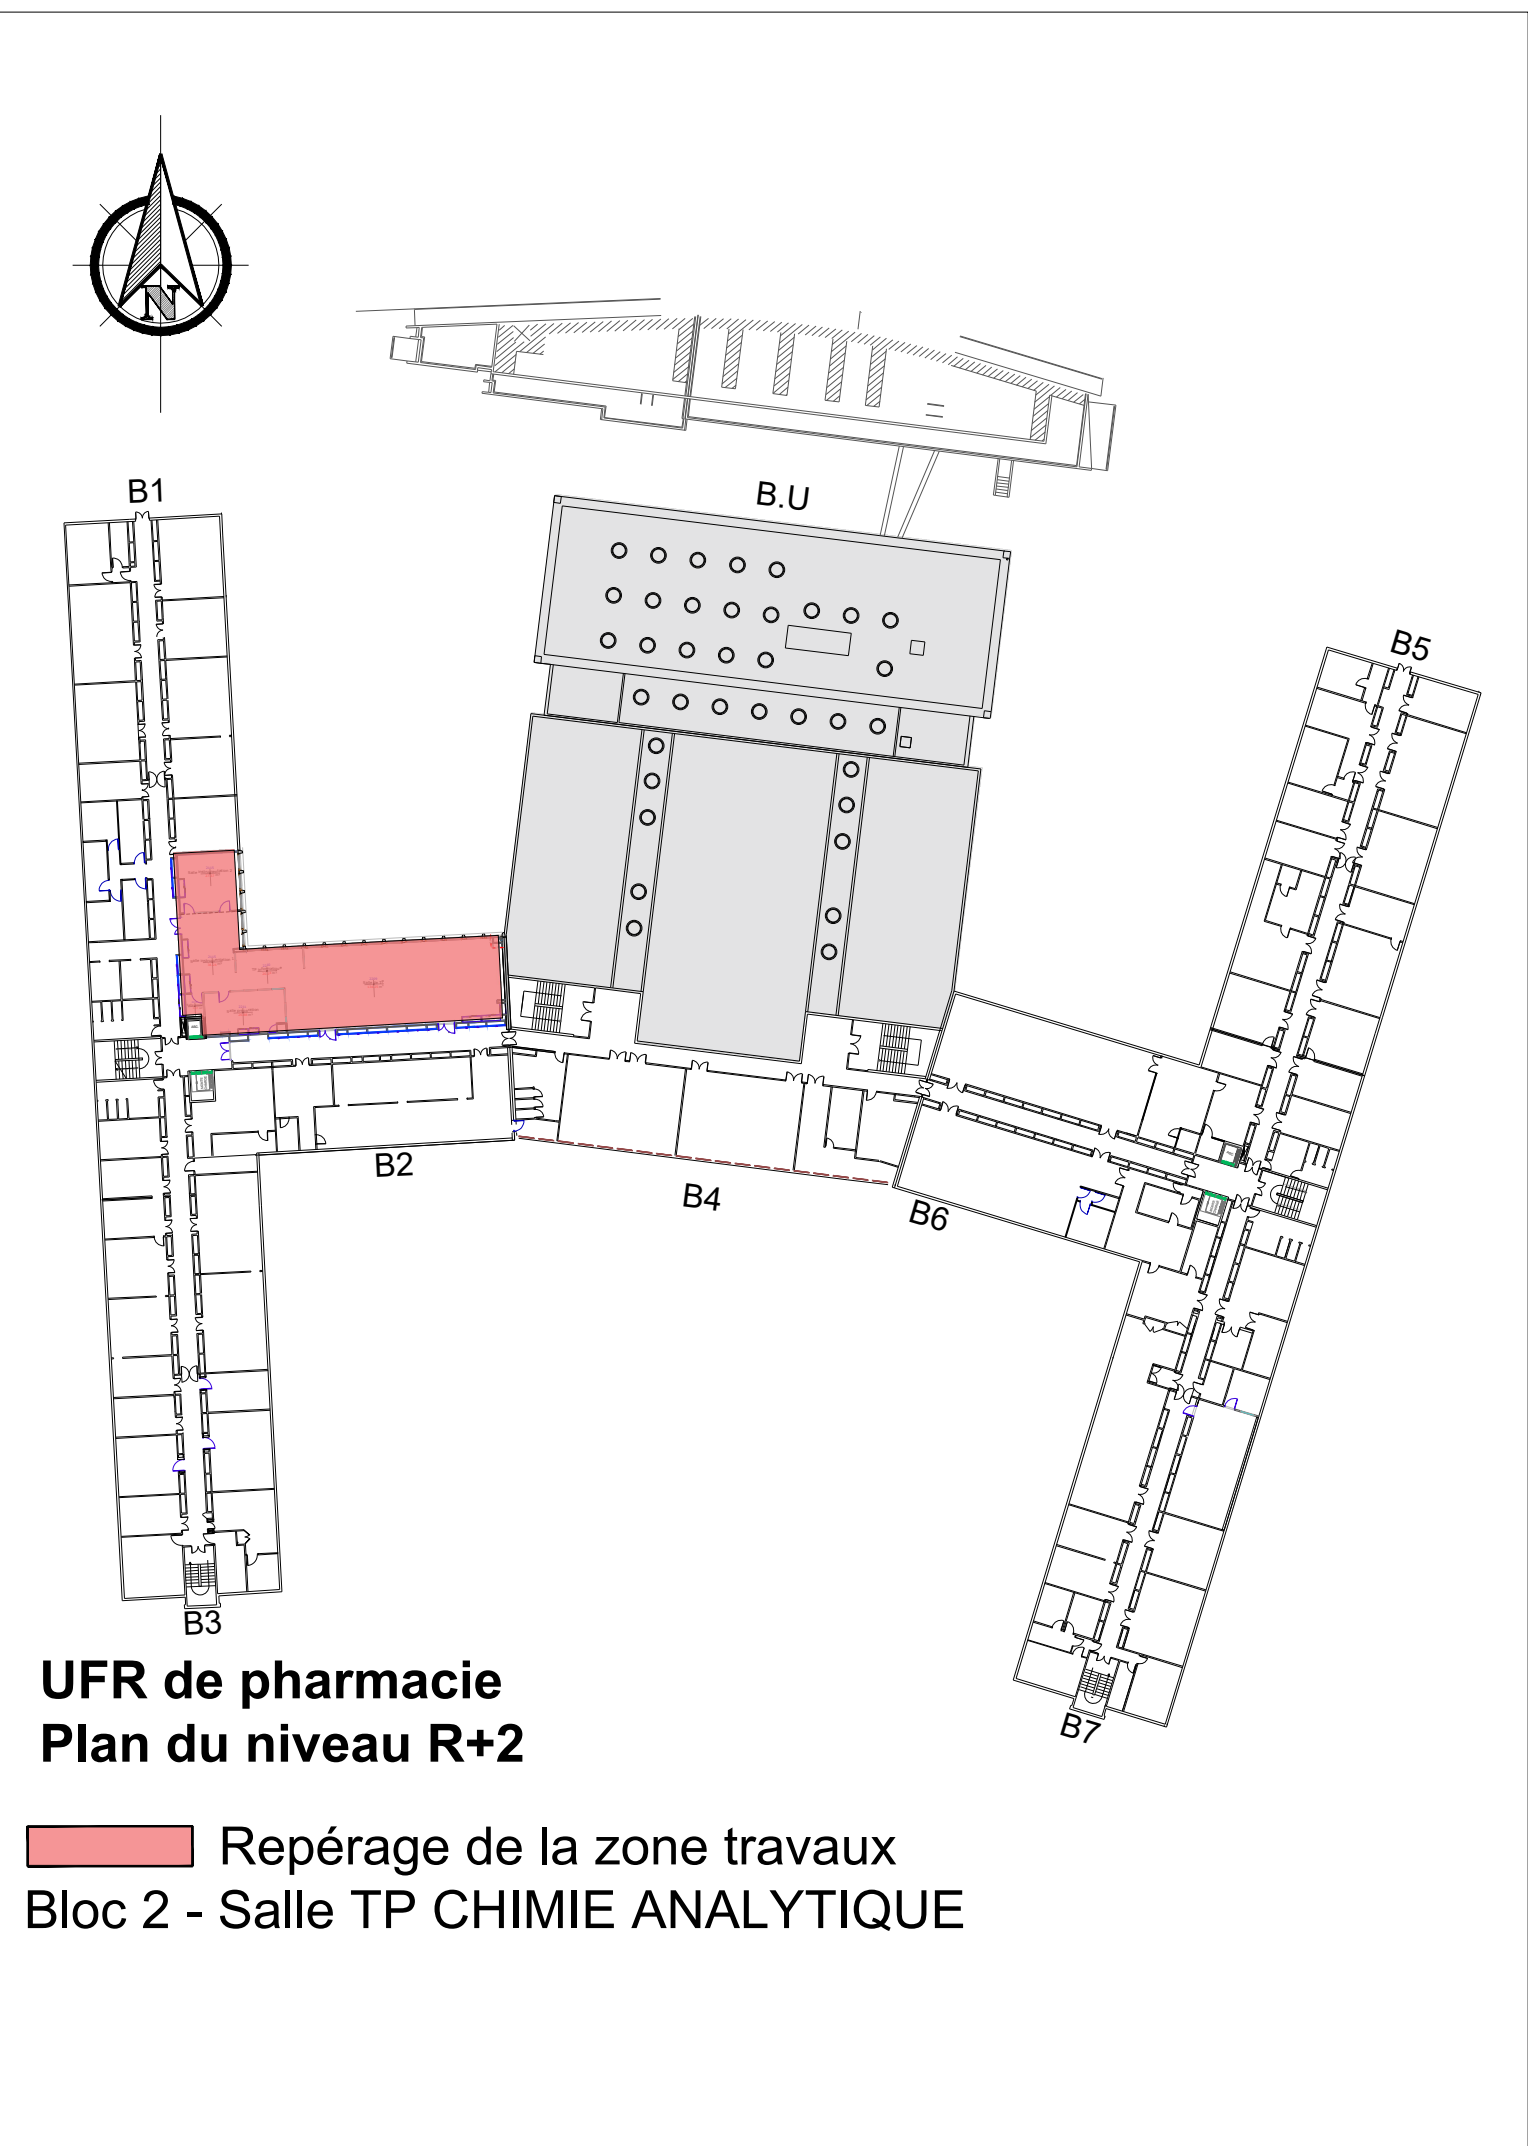 N
B1
B.U
B5
B2
B4
B6
B3
B7
UFR de pharmacie
Plan du niveau R+2
Repérage de la zone travaux
Bloc 2 - Salle TP CHIMIE ANALYTIQUE